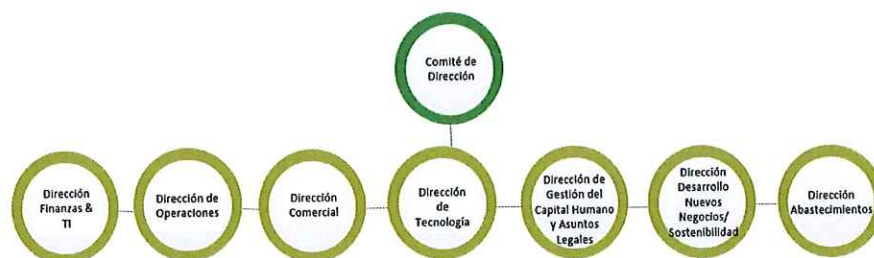 Comité de
Dirección
Dirección
Finanzas &
TI
Dirección de
Operaciones
Dirección
Comercial
Dirección
de
Tecnología
Dirección de
Gestión del
Capital Humano
y Asuntos
Legales
Dirección
Desarrollo
Nuevos
Negocios/
Sostenibilidad
Dirección
Abastecimientos